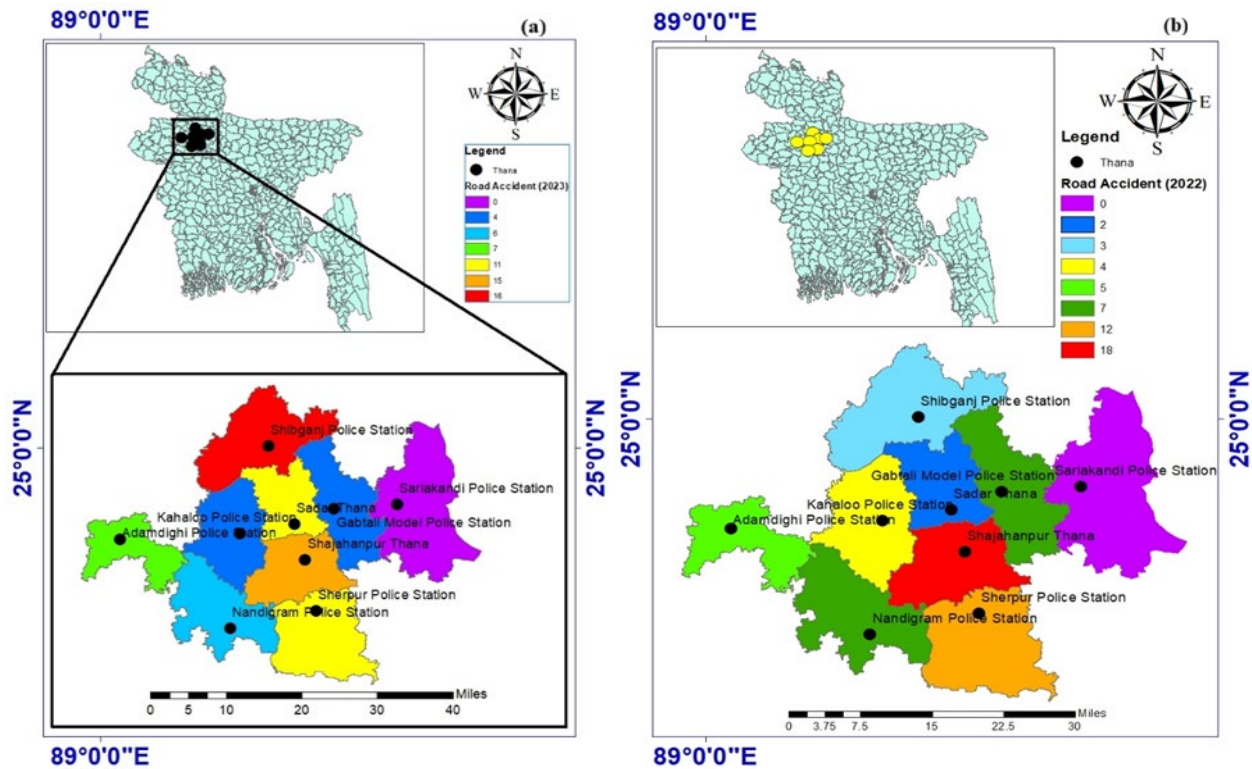 89°0'0"E
(a)
N
W
E
S
Legend
Thana
Road Accident (2023)
0
4
6
7
11
15
16
25°0'0"N
Shibganj Police Station
Sariakandi Police Station
Sadar Thana
Kahaloo Police Station
Gabtali Model Police Station
Adamdighi Police Station
Shajahanpur Thana
Sherpur Police Station
Nandigram Police Station
Miles
0 5 10 20 30 40
89°0'0"E
89°0'0"E
(b)
N
W
E
S
Legend
Thana
Road Accident (2022)
0
2
3
4
5
7
12
18
25°0'0"N
25°0'0"N
Shibganj Police Station
Gabtali Model Police Station
Sariakandi Police Station
Sadar Thana
Kahaloo Police Station
Adamdighi Police Station
Shajahanpur Thana
Sherpur Police Station
Nandigram Police Station
Miles
0 3.75 7.5 15 22.5 30
89°0'0"E